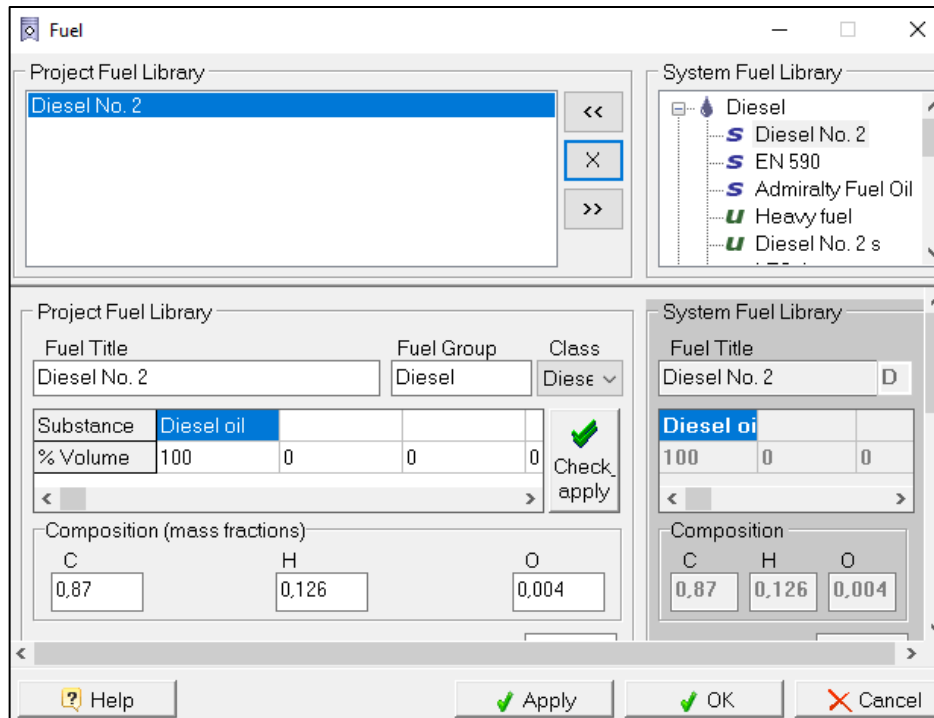 Fuel
Project Fuel Library
Diesel No. 2
<<
X
>>
System Fuel Library
Diesel
s Diesel No. 2
s EN 590
s Admiralty Fuel Oil
u Heavy fuel
u Diesel No. 2 s
Project Fuel Library
Fuel Title Fuel Group Class
Diesel No. 2 Diesel Diese
Substance Diesel oil
% Volume 100 0 0 0
Check_
apply
Composition (mass fractions)
C H O
0,87 0,126 0,004
System Fuel Library
Fuel Title
Diesel No. 2 D
Diesel oi
100 0 0
Composition
C H O
0,87 0,126 0,004
? Help Apply OK Cancel